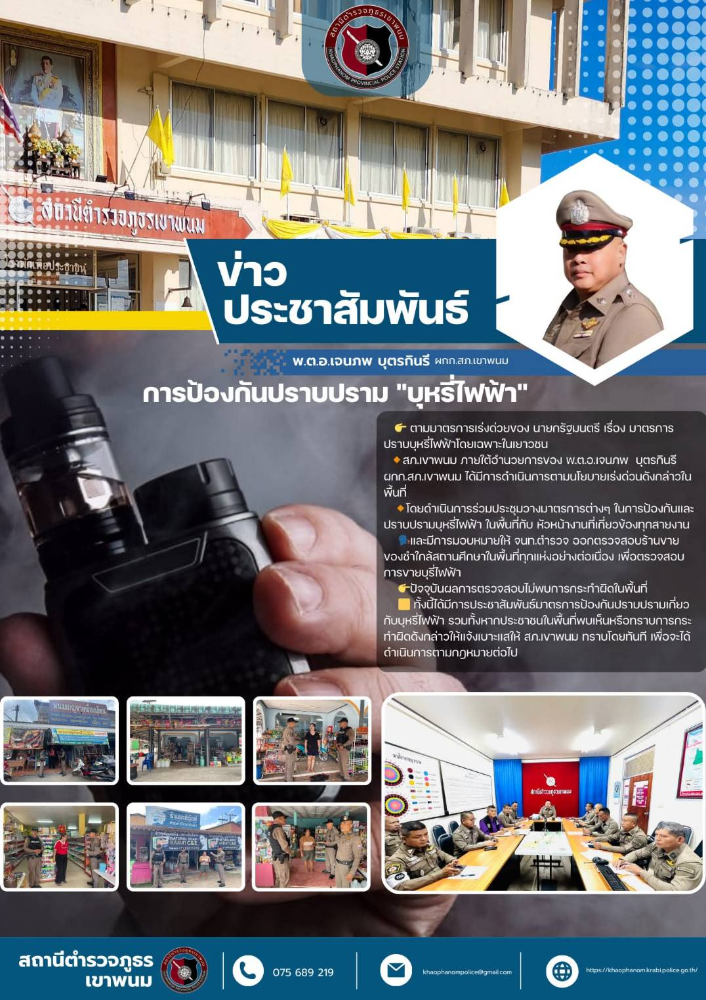 สถานีตำรวจภูธรเขาพนม
KHAOPHANOM PROVINCIAL POLICE STATION
สถานีตำรวจภูธรเขาพนม
ข่าว
ประชาสัมพันธ์
พ.ต.อ.เจนภพ บุตรกินรี ผกก.สภ.เขาพนม
การป้องกันปราบปราม "บุหรี่ไฟฟ้า"
👉 ตามมาตรการเร่งด่วยของ นายกรัฐมนตรี เรื่อง มาตรการ
ปราบบุหรี่ไฟฟ้าโดยเฉพาะในเยาวชน
🔸สภ.เขาพนม ภายใต้อำนวยการของ พ.ต.อ.เจนภพ บุตรกินรี
ผกก.สภ.เขาพนม ได้มีการดำเนินการตามนโยบายเร่งด่วนดังกล่าวใน
พื้นที่
🔸โดยดำเนินการร่วมประชุมวางมาตรการต่างๆ ในการป้องกันและ
ปราบปรามบุหรี่ไฟฟ้า ในพื้นที่กับ หัวหน้างานที่เกี่ยวข้องทุกสายงาน
🗣และมีการมอบหมายให้ จนท.ตำรวจ ออกตรวจสอบร้านขาย
ของชำใกล้สถานศึกษาในพื้นที่ทุกแห่งอย่างต่อเนื่อง เพื่อตรวจสอบ
การขายบุรี่ไฟฟ้า
👉ปัจจุบันผลการตรวจสอบไม่พบการกระทำผิดในพื้นที่
🟨 ทั้งนี้ได้มีการประชาสัมพันธ์มาตรการป้องกันปราบปรามเกี่ยว
กับบุหรี่ไฟฟ้า รวมทั้งหากประชาชนในพื้นที่พบเห็นหรือทราบการกระ
ทำผิดดังกล่าวให้แจ้งเบาะแสให้ สภ.เขาพนม ทราบโดยทันที เพื่อจะได้
ดำเนินการตามกฎหมายต่อไป
สถานีตำรวจภูธรเขาพนม
NATURAL SOAP
สถานีตำรวจภูธร
เขาพนม
075 689 219
khaophanompolice@gmail.com
https://khaophanom.krabi.police.go.th/